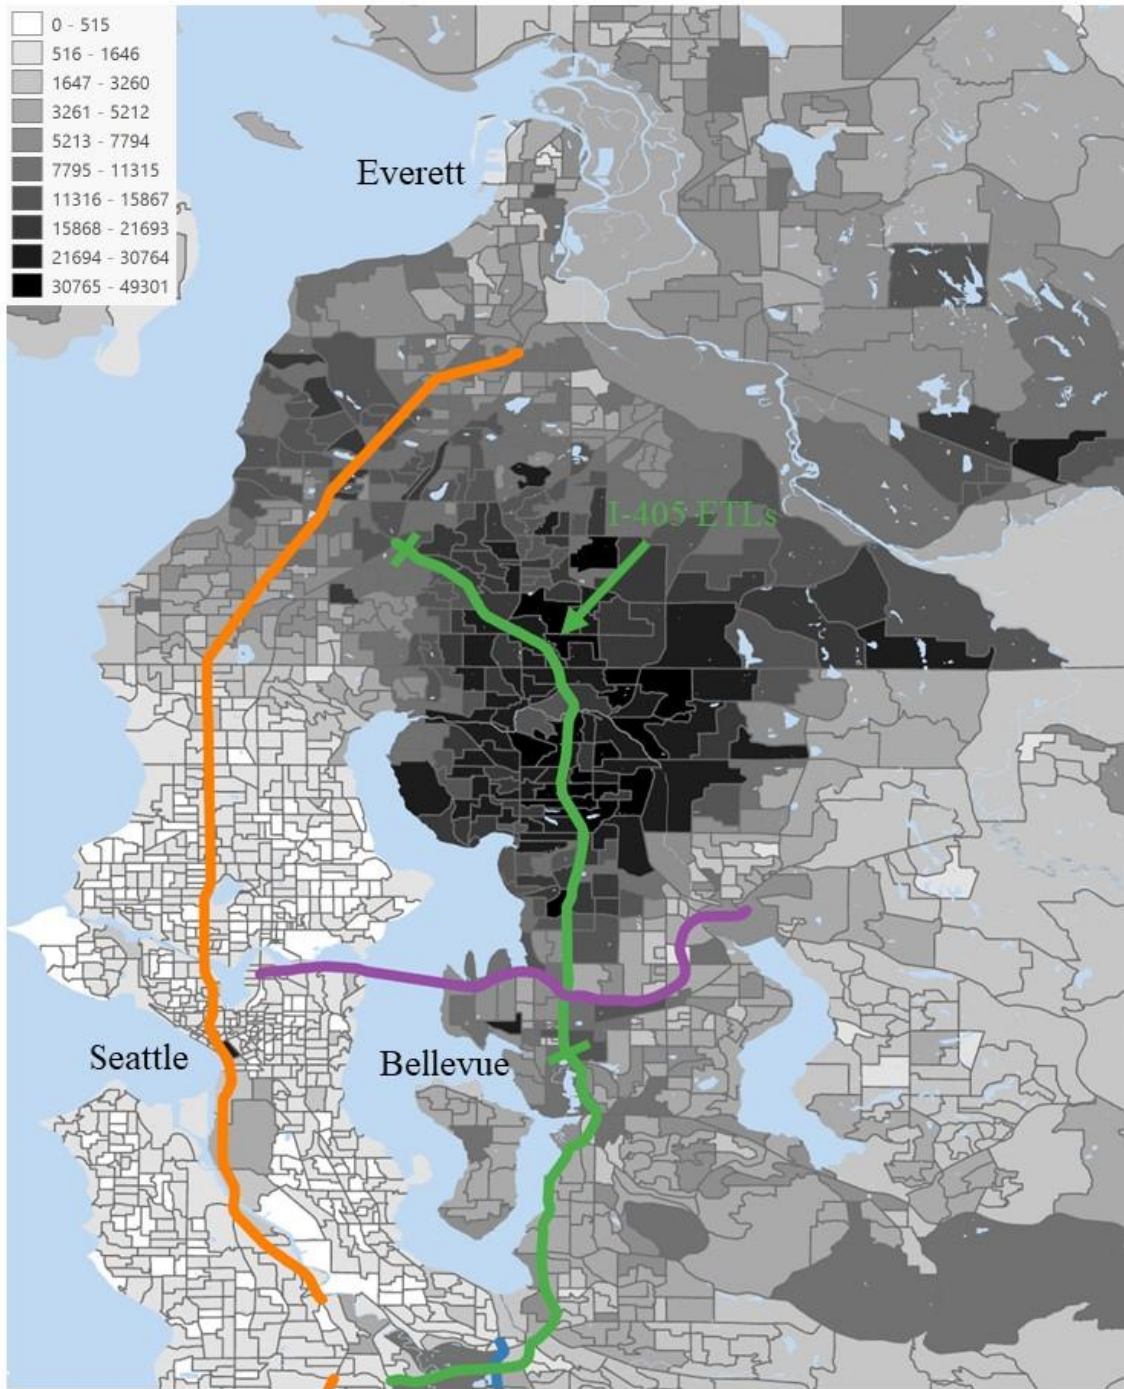 0 - 515
516 - 1646
1647 - 3260
3261 - 5212
5213 - 7794
7795 - 11315
11316 - 15867
15868 - 21693
21694 - 30764
30765 - 49301
Everett
I-405 ETLs
Seattle
Bellevue